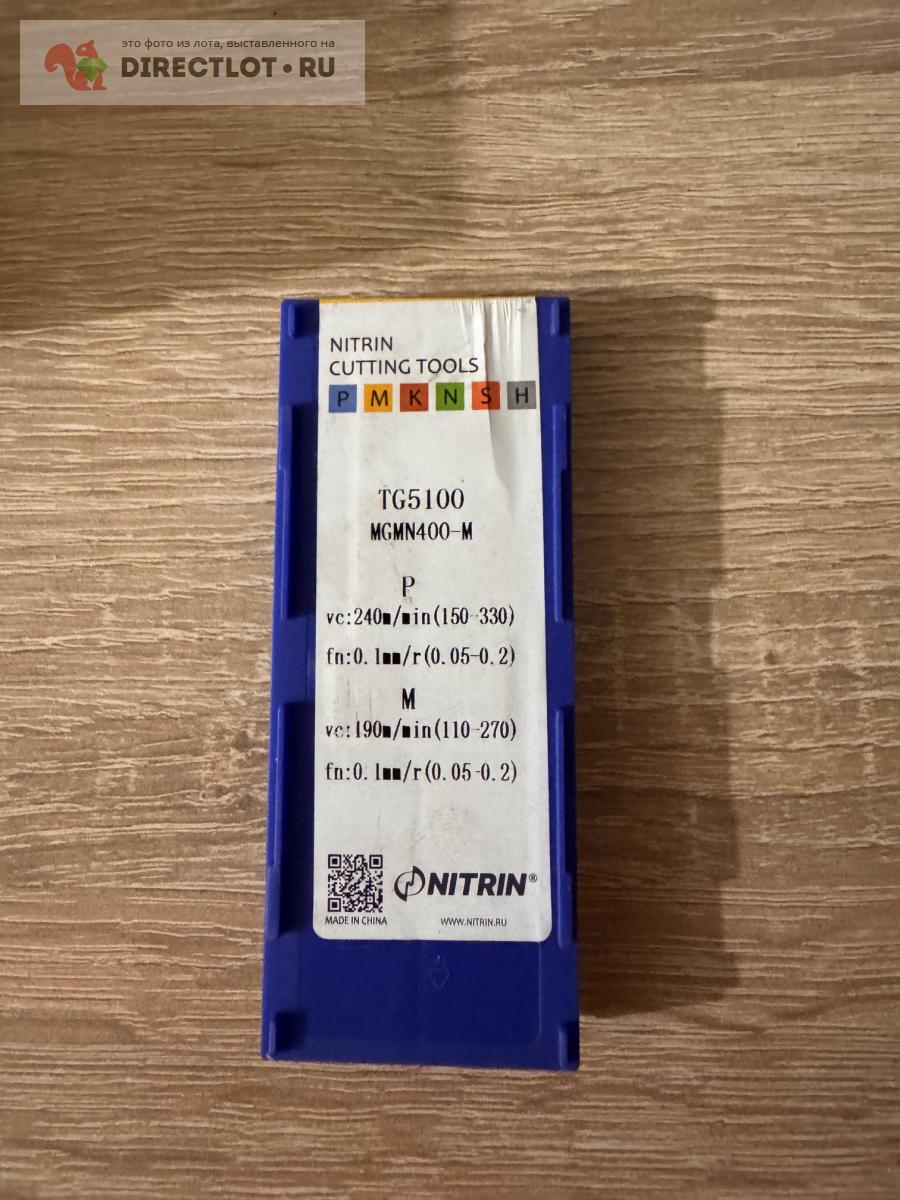 это фото из лота, выставленного на
DIRECTLOT•RU
NITRIN
CUTTING TOOLS
P M K N S H
TG5100
MGMN400-M
P
vc:240m/min(150-330)
fn:0.1mm/r(0.05-0.2)
M
vc:190m/min(110-270)
fn:0.1mm/r(0.05-0.2)
NITRIN®
MADE IN CHINA
WWW.NITRIN.RU